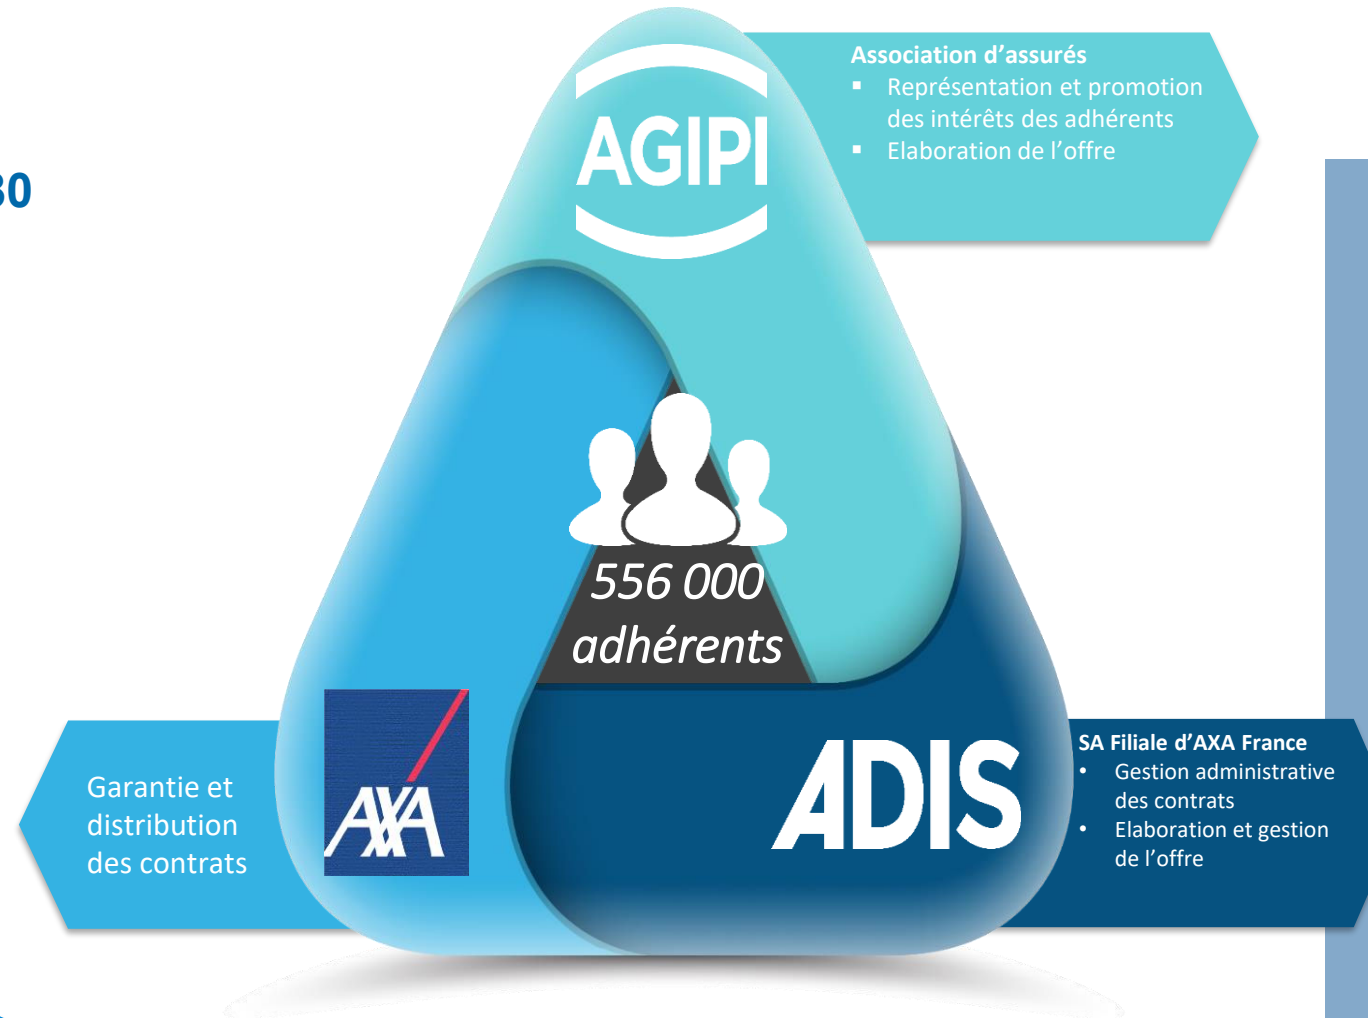 AGIPI
Association d’assurés
▪ Représentation et promotion
des intérêts des adhérents
▪ Elaboration de l’offre
30
556 000
adhérents
Garantie et
distribution
des contrats
AXA
ADIS
SA Filiale d’AXA France
• Gestion administrative
des contrats
• Elaboration et gestion
de l’offre